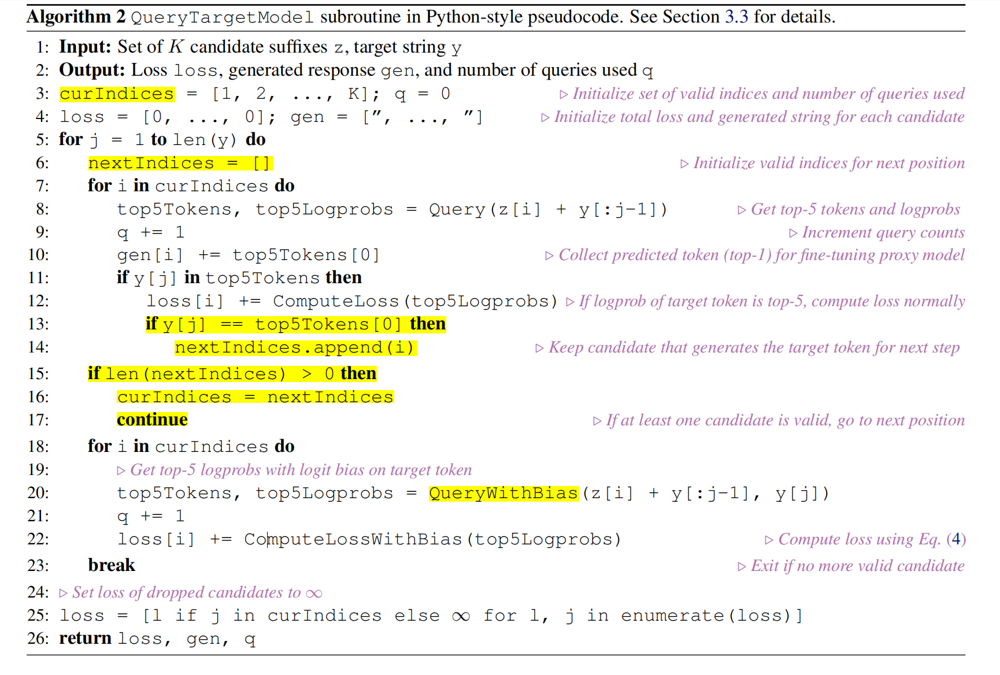 Algorithm 2 QueryTargetModel subroutine in Python-style pseudocode. See Section 3.3 for details.
1: Input: Set of K candidate suffixes z, target string y
2: Output: Loss loss, generated response gen, and number of queries used q
3: curIndices = [1, 2, ..., K]; q = 0 ▷ Initialize set of valid indices and number of queries used
4: loss = [0, ..., 0]; gen = [″, ..., ″] ▷ Initialize total loss and generated string for each candidate
5: for j = 1 to len(y) do
6: nextIndices = [] ▷ Initialize valid indices for next position
7: for i in curIndices do
8: top5Tokens, top5Logprobs = Query(z[i] + y[:j-1]) ▷ Get top-5 tokens and logprobs
9: q += 1 ▷ Increment query counts
10: gen[i] += top5Tokens[0] ▷ Collect predicted token (top-1) for fine-tuning proxy model
11: if y[j] in top5Tokens then
12: loss[i] += ComputeLoss(top5Logprobs) ▷ If logprob of target token is top-5, compute loss normally
13: if y[j] == top5Tokens[0] then
14: nextIndices.append(i) ▷ Keep candidate that generates the target token for next step
15: if len(nextIndices) > 0 then
16: curIndices = nextIndices
17: continue ▷ If at least one candidate is valid, go to next position
18: for i in curIndices do
19: ▷ Get top-5 logprobs with logit bias on target token
20: top5Tokens, top5Logprobs = QueryWithBias(z[i] + y[:j-1], y[j])
21: q += 1
22: loss[i] += ComputeLossWithBias(top5Logprobs) ▷ Compute loss using Eq. (4)
23: break ▷ Exit if no more valid candidate
24: ▷ Set loss of dropped candidates to ∞
25: loss = [l if j in curIndices else ∞ for l, j in enumerate(loss)]
26: return loss, gen, q